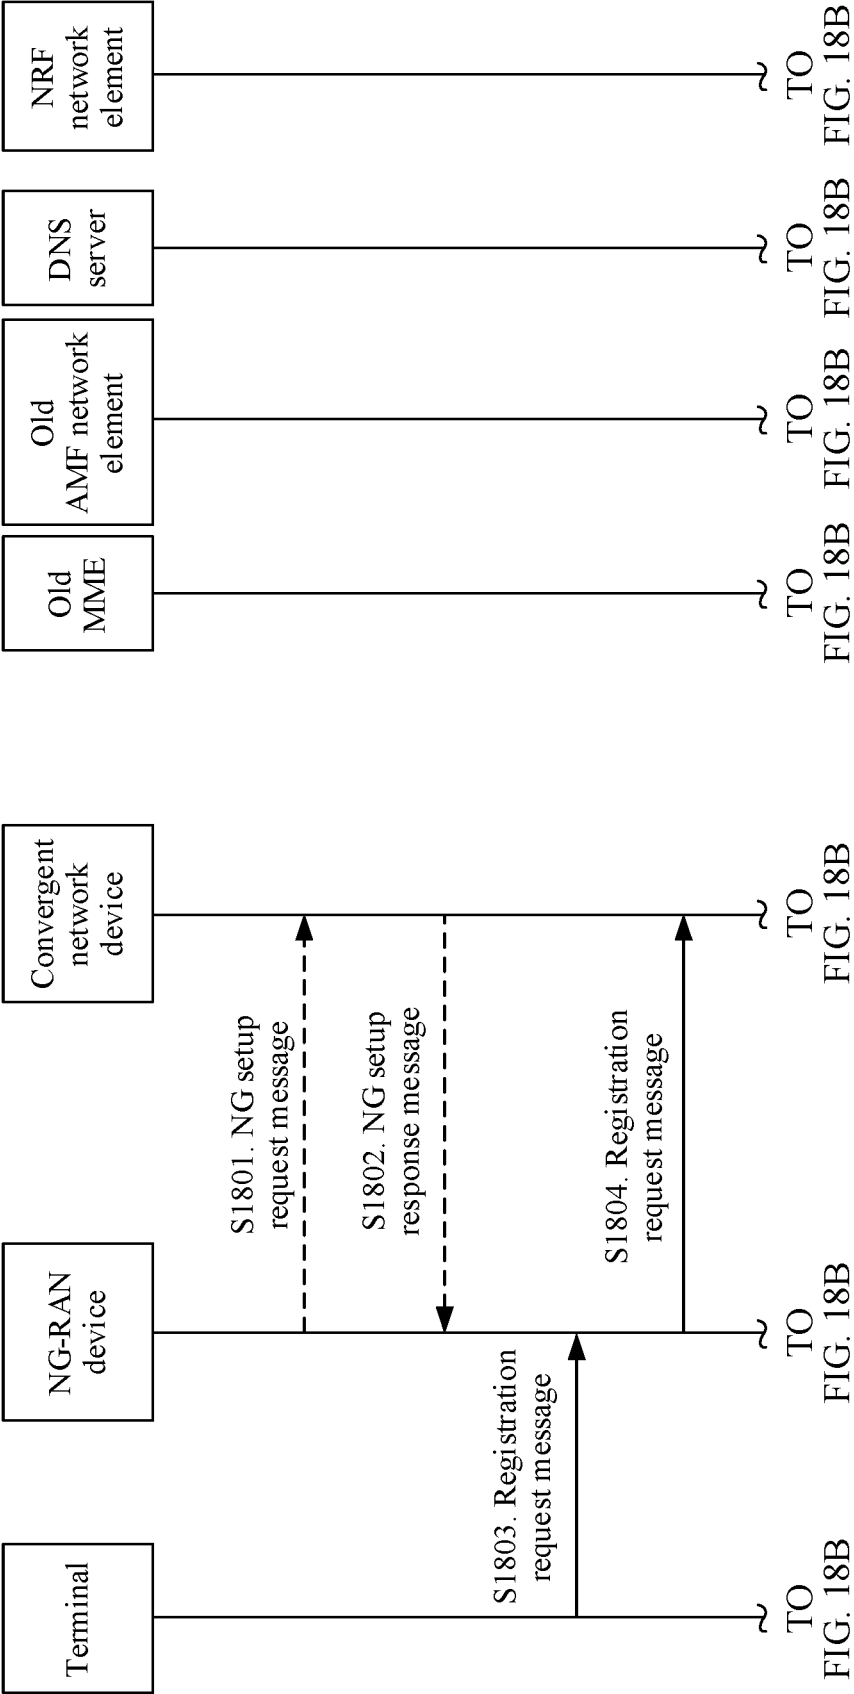 Terminal
NG-RAN
device
Convergent
network
device
Old
MME
Old
AMF network
element
DNS
server
NRF
network
element
S1801. NG setup
request message
S1802. NG setup
response message
S1803. Registration
request message
S1804. Registration
request message
TO
FIG. 18B
TO
FIG. 18B
TO
FIG. 18B
TO
FIG. 18B
TO
FIG. 18B
TO
FIG. 18B
TO
FIG. 18B